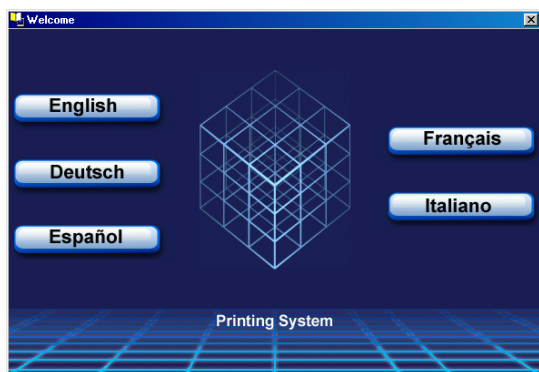 Welcome
English
Deutsch
Español
Français
Italiano
Printing System